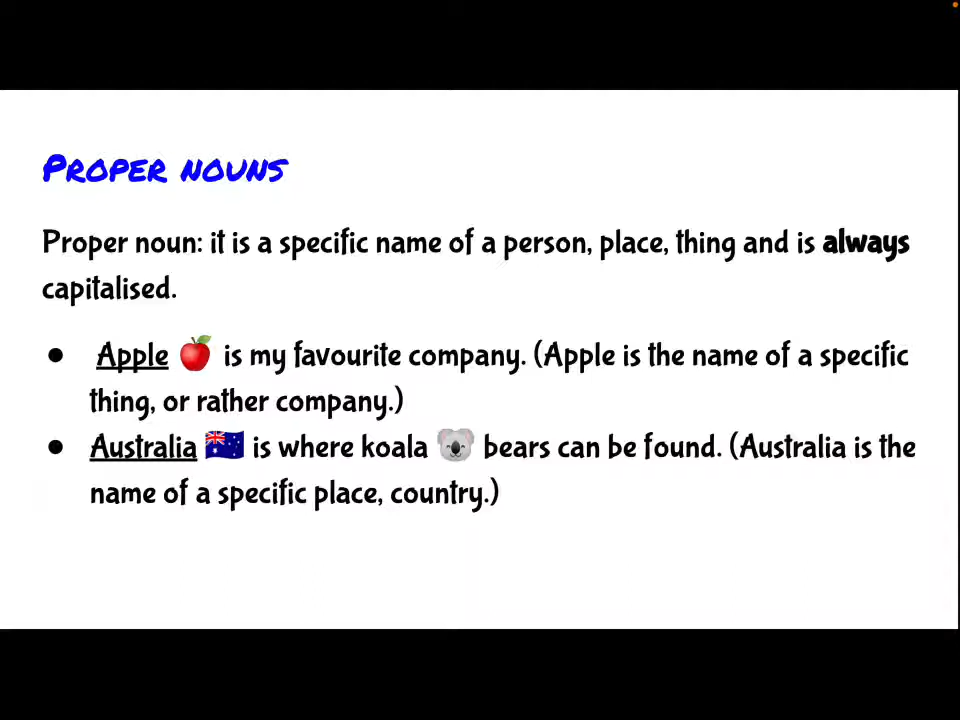 Proper nouns
Proper noun: it is a specific name of a person, place, thing and is always
capitalised.
● Apple 🍎 is my favourite company. (Apple is the name of a specific
thing, or rather company.)
● Australia 🇦🇺 is where koala 🐨 bears can be found. (Australia is the
name of a specific place, country.)